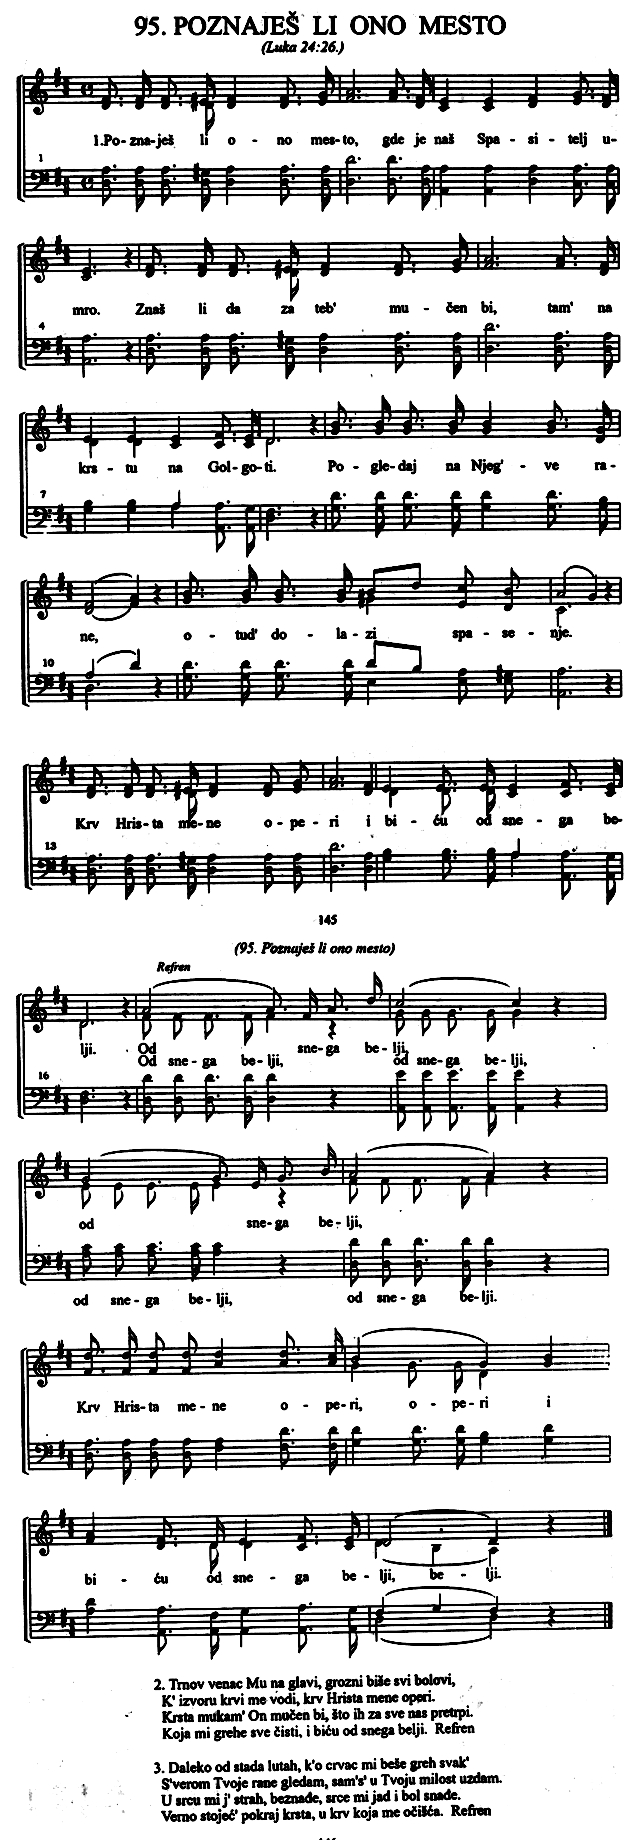 95. POZNAJEŠ LI ONO MESTO
(Luka 24:26.)
1.Po-zna-ješ li o - no mes-to, gde je naš Spa - si - telj u-
1
mro. Znaš li da za teb' mu - čen bi, tam' na
4
krs - tu na Gol-go-ti. Po - gle-daj na Njeg' - ve ra-
7
ne, o - tud' do - la - zi spa - se - nje.
10
Krv Hris-ta me-ne o - pe - ri i bi - ću od sne - ga be-
13
145
(95. Poznaješ li ono mesto)
Refren
lji. Od sne-ga be - lji,
Od sne - ga be - lji, od sne - ga be - lji,
16
od sne - ga be - lji,
od sne - ga be - lji, od sne - ga be - lji.
Krv Hris-ta me - ne o - pe - ri, o - pe - ri i
bi - ću od sne - ga be - lji, be - lji.
2. Trnov venac Mu na glavi, grozni biše svi bolovi,
K' izvoru krvi me vodi, krv Hrista mene operi.
Krsta mukam' On mučen bi, što ih za sve nas pretrpi.
Koja mi grehe sve čisti, i biću od snega belji. Refren
3. Daleko od stada lutah, k'o crvac mi beše greh svak'
S'verom Tvoje rane gledam, sam's' u Tvoju milost uzdam.
U srcu mi j' strah, beznađe, srce mi jad i bol snađe.
Verno stojeć' pokraj krsta, u krv koja me očišća. Refren